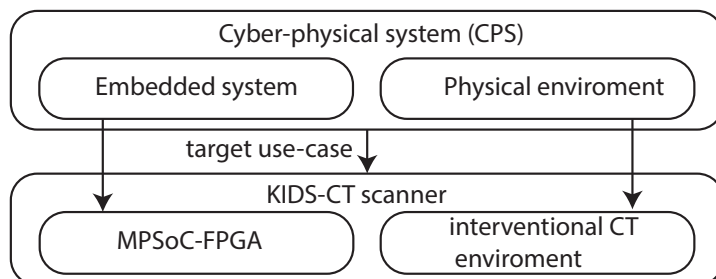 Cyber-physical system (CPS)
Embedded system
Physical enviroment
target use-case
KIDS-CT scanner
MPSoC-FPGA
interventional CT
enviroment